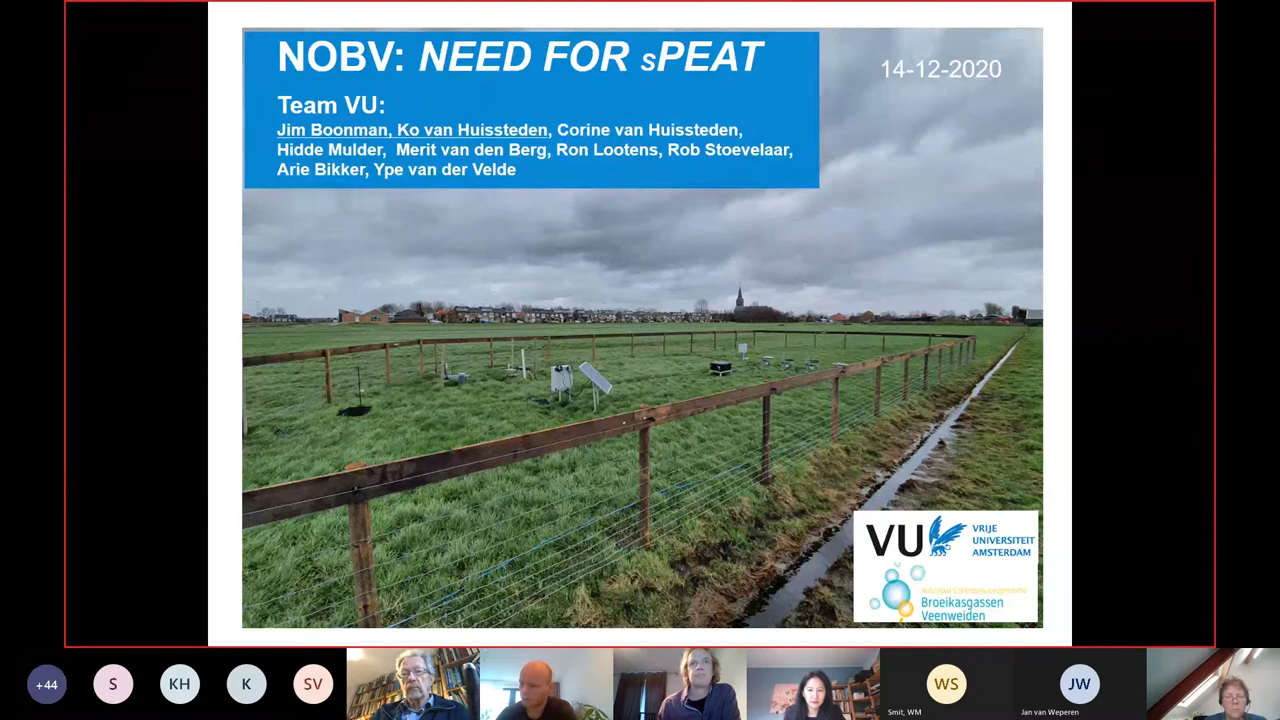 NOBV: NEED FOR sPEAT
14-12-2020
Team VU:
Jim Boonman, Ko van Huissteden, Corine van Huissteden,
Hidde Mulder, Merit van den Berg, Ron Lootens, Rob Stoevelaar,
Arie Bikker, Ype van der Velde
VU
VRIJE
UNIVERSITEIT
AMSTERDAM
Nationaal Onderzoeksprogramma
Broeikasgassen
Veenweiden
+44
S
KH
K
SV
WS
Smit, WM
JW
Jan van Weperen